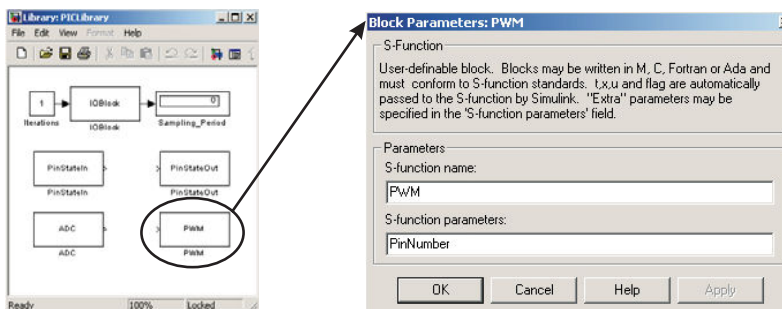 Library: PICLibrary
File Edit View Format Help
1
Iterations
IOBlock
IOBlock
0
Sampling_Period
PinStateIn
PinStateIn
PinStateOut
PinStateOut
ADC
ADC
PWM
PWM
Ready 100% Locked
Block Parameters: PWM
S-Function
User-definable block. Blocks may be written in M, C, Fortran or Ada and
must conform to S-function standards. t,x,u and flag are automatically
passed to the S-function by Simulink. "Extra" parameters may be
specified in the 'S-function parameters' field.
Parameters
S-function name:
PWM
S-function parameters:
PinNumber
OK Cancel Help Apply